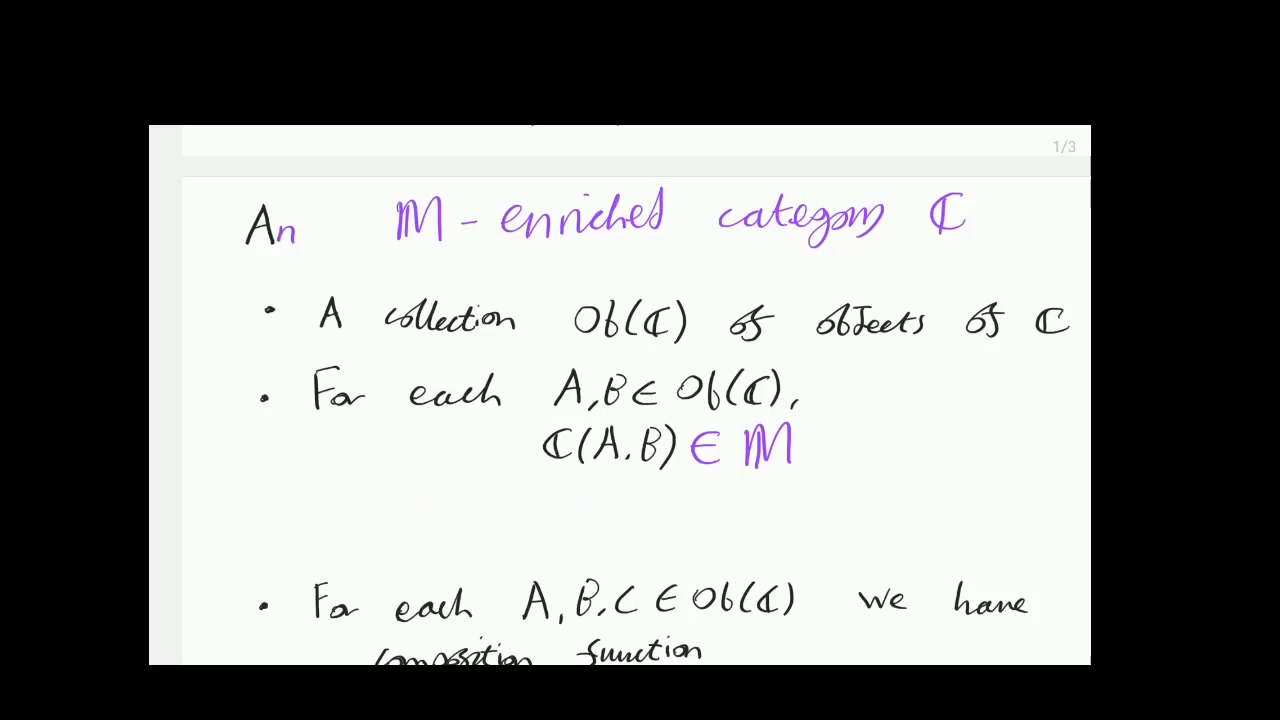 1/3
An 𝕄-enriched category ℂ
• A collection Ob(ℂ) of objects of ℂ
• For each A,B ∈ Ob(ℂ),
ℂ(A,B) ∈ 𝕄
• For each A,B,C ∈ Ob(ℂ) we have
composition function